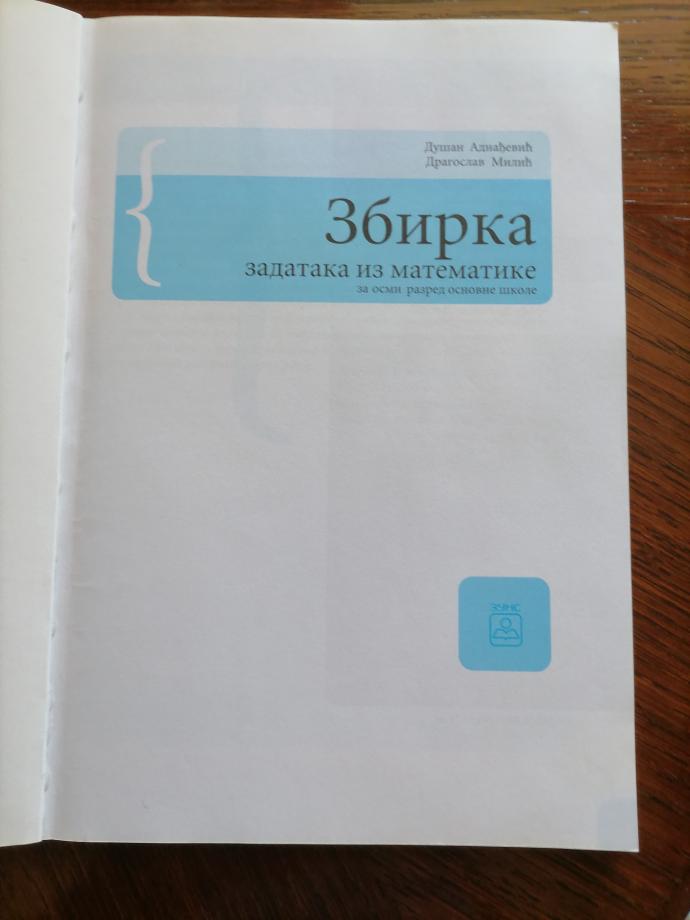 Душан Аднађевић
Драгослав Милић
Збирка
задатака из математике
за осми разред основне школе
ЗУНС